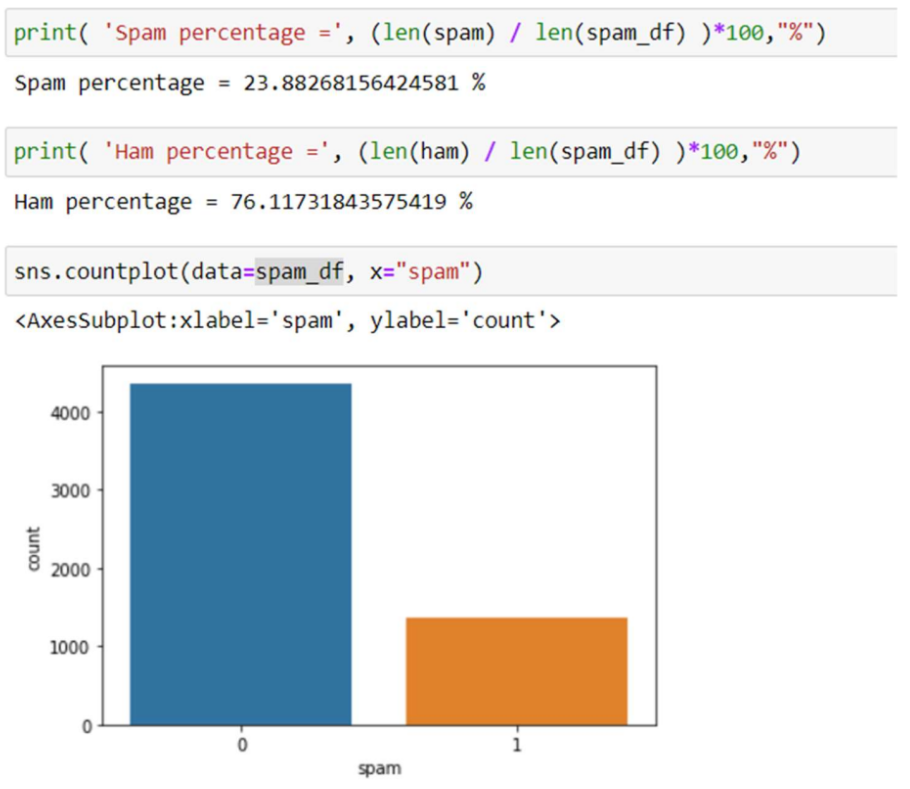 print( 'Spam percentage =', (len(spam) / len(spam_df) )*100,"%")
Spam percentage = 23.88268156424581 %
print( 'Ham percentage =', (len(ham) / len(spam_df) )*100,"%")
Ham percentage = 76.11731843575419 %
sns.countplot(data=spam_df, x="spam")
<AxesSubplot:xlabel='spam', ylabel='count'>
4000
3000
count
2000
1000
0
0 1
spam